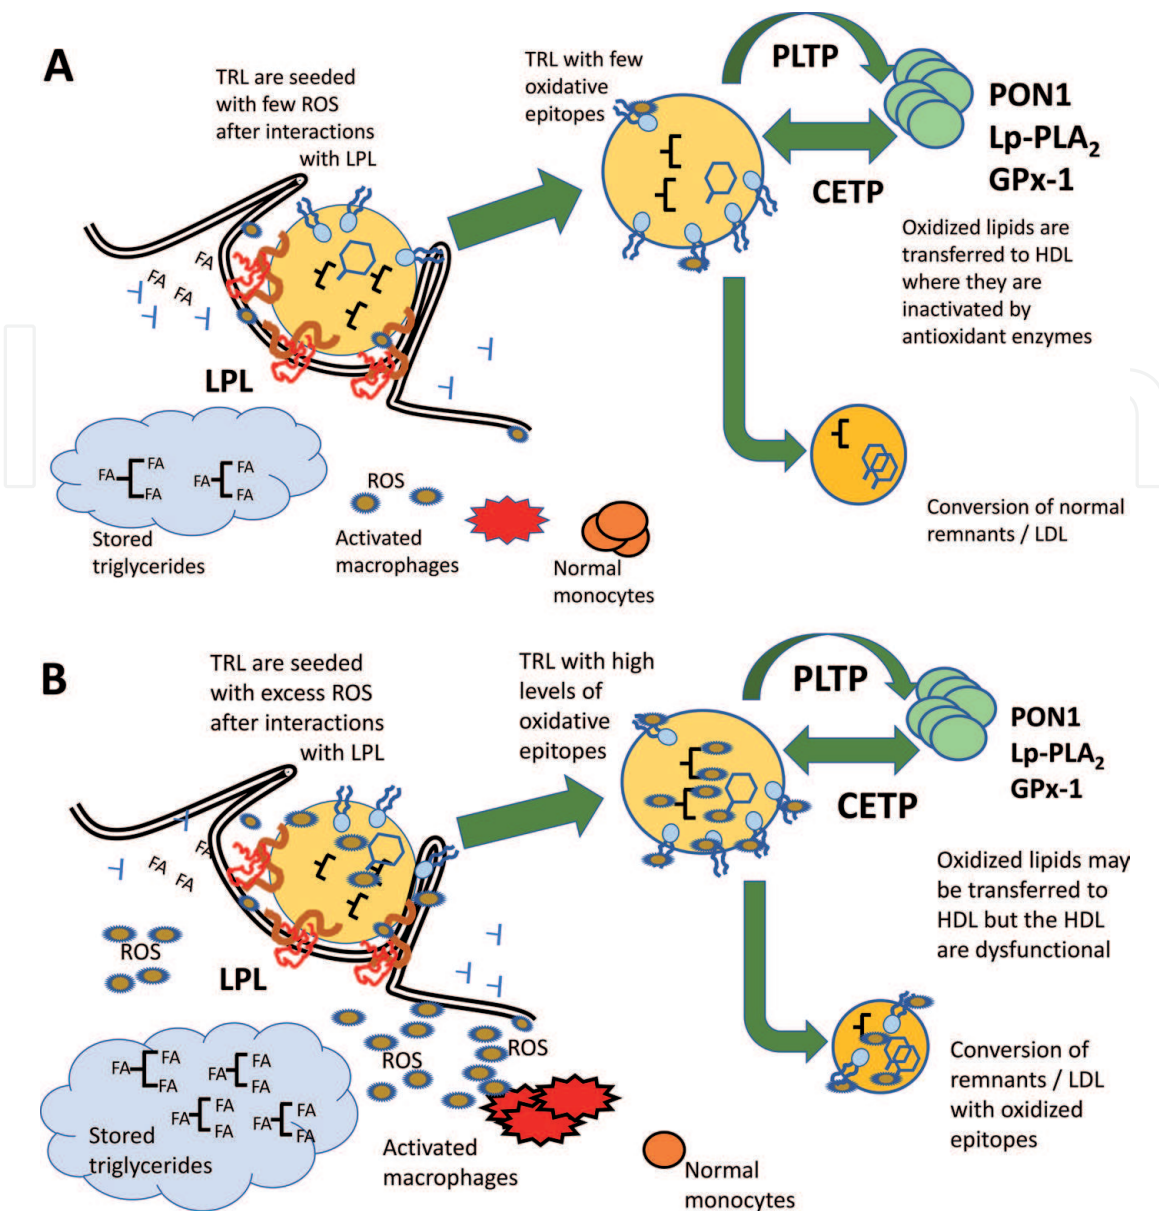 A
TRL are seeded
with few ROS
after interactions
with LPL
TRL with few
oxidative
epitopes
PLTP
PON1
Lp-PLA2
GPx-1
CETP
Oxidized lipids are
transferred to HDL
where they are
inactivated by
antioxidant enzymes
FA
FA
FA
LPL
FA
FA
FA
FA
FA
FA
Stored
triglycerides
ROS
Activated
macrophages
Normal
monocytes
Conversion of normal
remnants / LDL
B
TRL are seeded
with excess ROS
after interactions
with LPL
TRL with high
levels of
oxidative
epitopes
PLTP
PON1
Lp-PLA2
GPx-1
CETP
Oxidized lipids may
be transferred to
HDL but the HDL
are dysfunctional
FA
FA
FA
ROS
LPL
ROS
ROS
FA
FA
FA
FA
FA
FA
FA
FA
FA
FA
FA
FA
Stored
triglycerides
Activated
macrophages
Normal
monocytes
Conversion of
remnants / LDL
with oxidized
epitopes